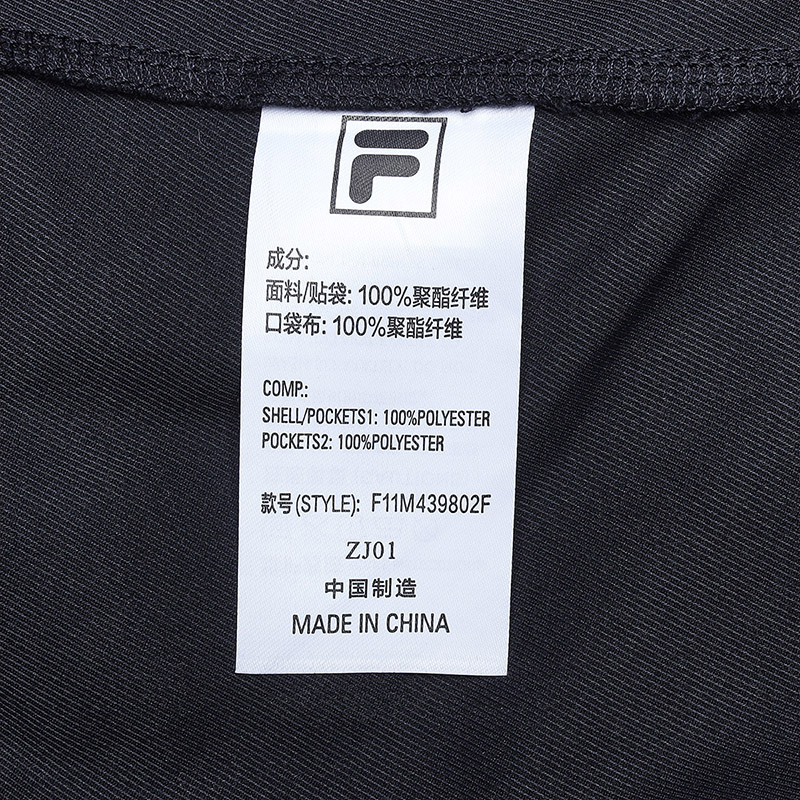 F
成分:
面料/贴袋: 100%聚酯纤维
口袋布: 100%聚酯纤维
COMP.:
SHELL/POCKETS1: 100%POLYESTER
POCKETS2: 100%POLYESTER
款号(STYLE): F11M439802F
ZJ01
中国制造
MADE IN CHINA